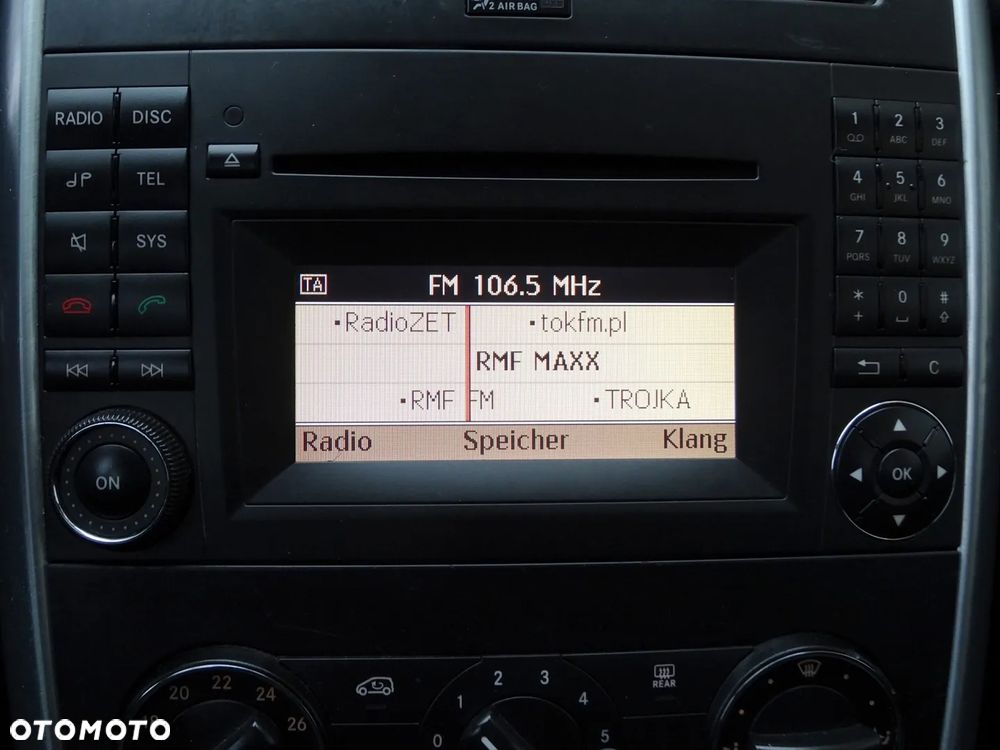 2 AIR BAG
RADIO DISC
TEL
SYS
ON
TA FM 106.5 MHz
RadioZET tokfm.pl
RMF MAXX
RMF FM TROJKA
Radio Speicher Klang
1 2 3
ABC DEF
4 5 6
GHI JKL MNO
7 8 9
PQRS TUV WXYZ
* 0 #
+
C
OK
20 22 24 26
0 1 2 3 4 5
REAR
OTOMOTO